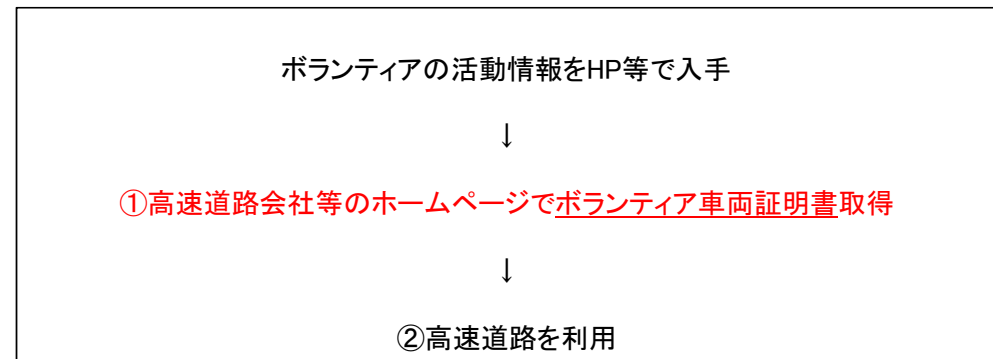 ボランティアの活動情報をHP等で入手
↓
①高速道路会社等のホームページでボランティア車両証明書取得
↓
②高速道路を利用